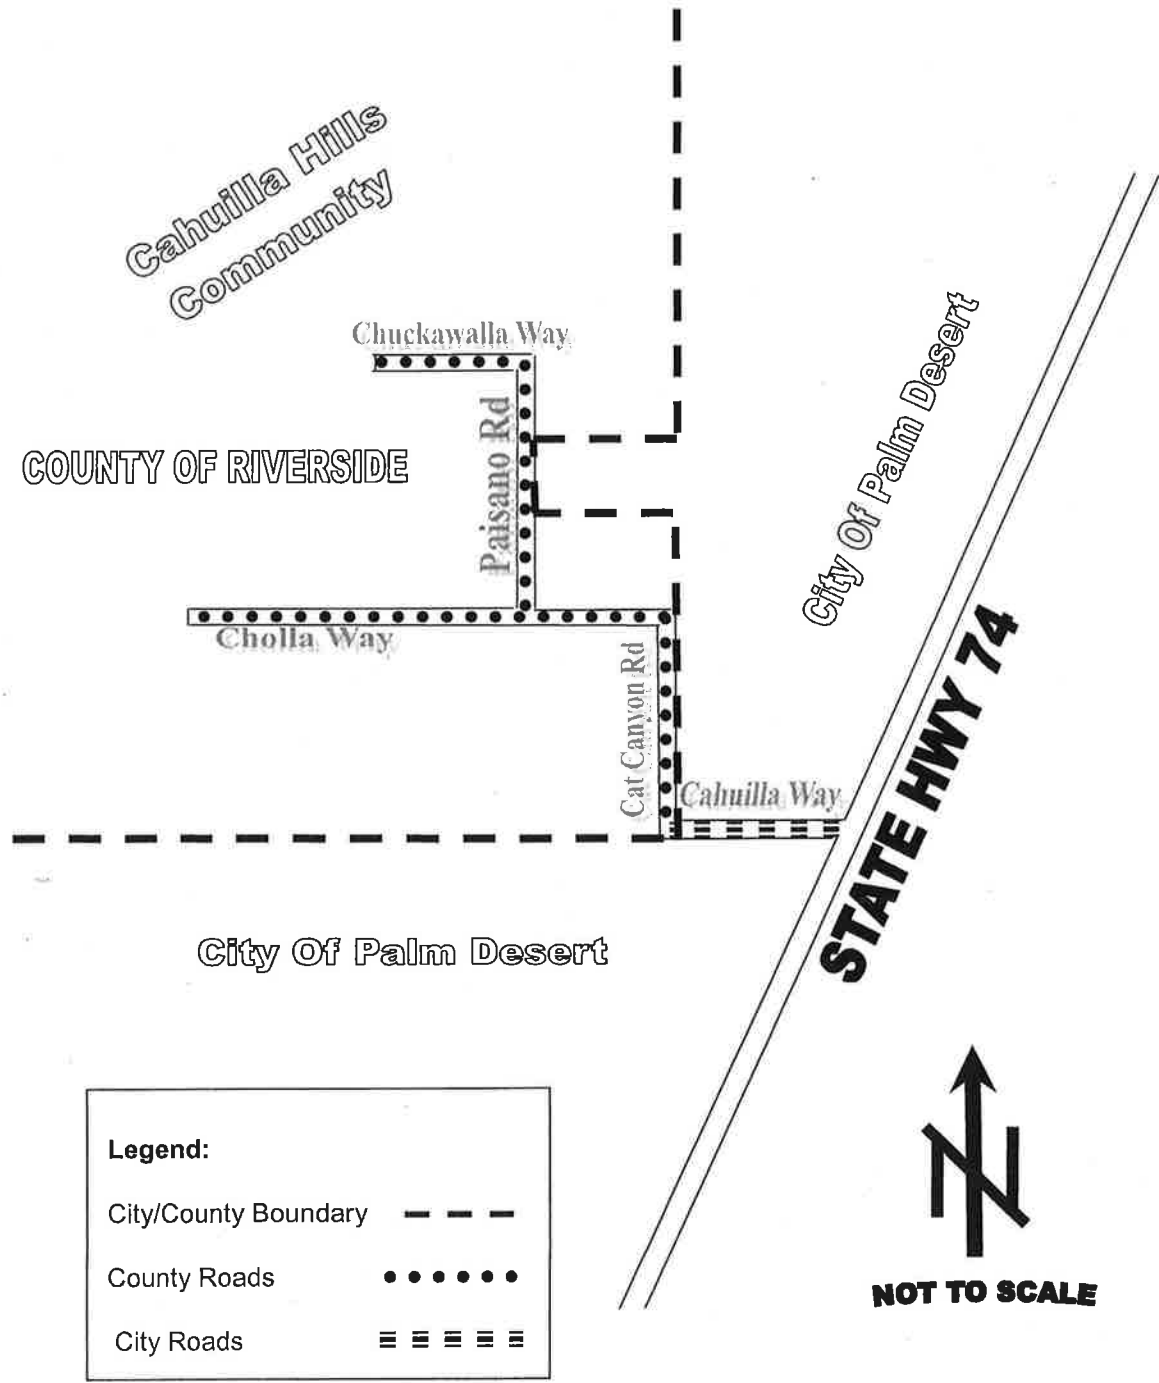 Cahuilla Hills
Community
Chuckawalla Way
COUNTY OF RIVERSIDE
Paisano Rd
City Of Palm Desert
Cholla Way
Cat Canyon Rd
STATE HWY 74
Cahuilla Way
City Of Palm Desert
Legend:
City/County Boundary
County Roads
City Roads
N
NOT TO SCALE